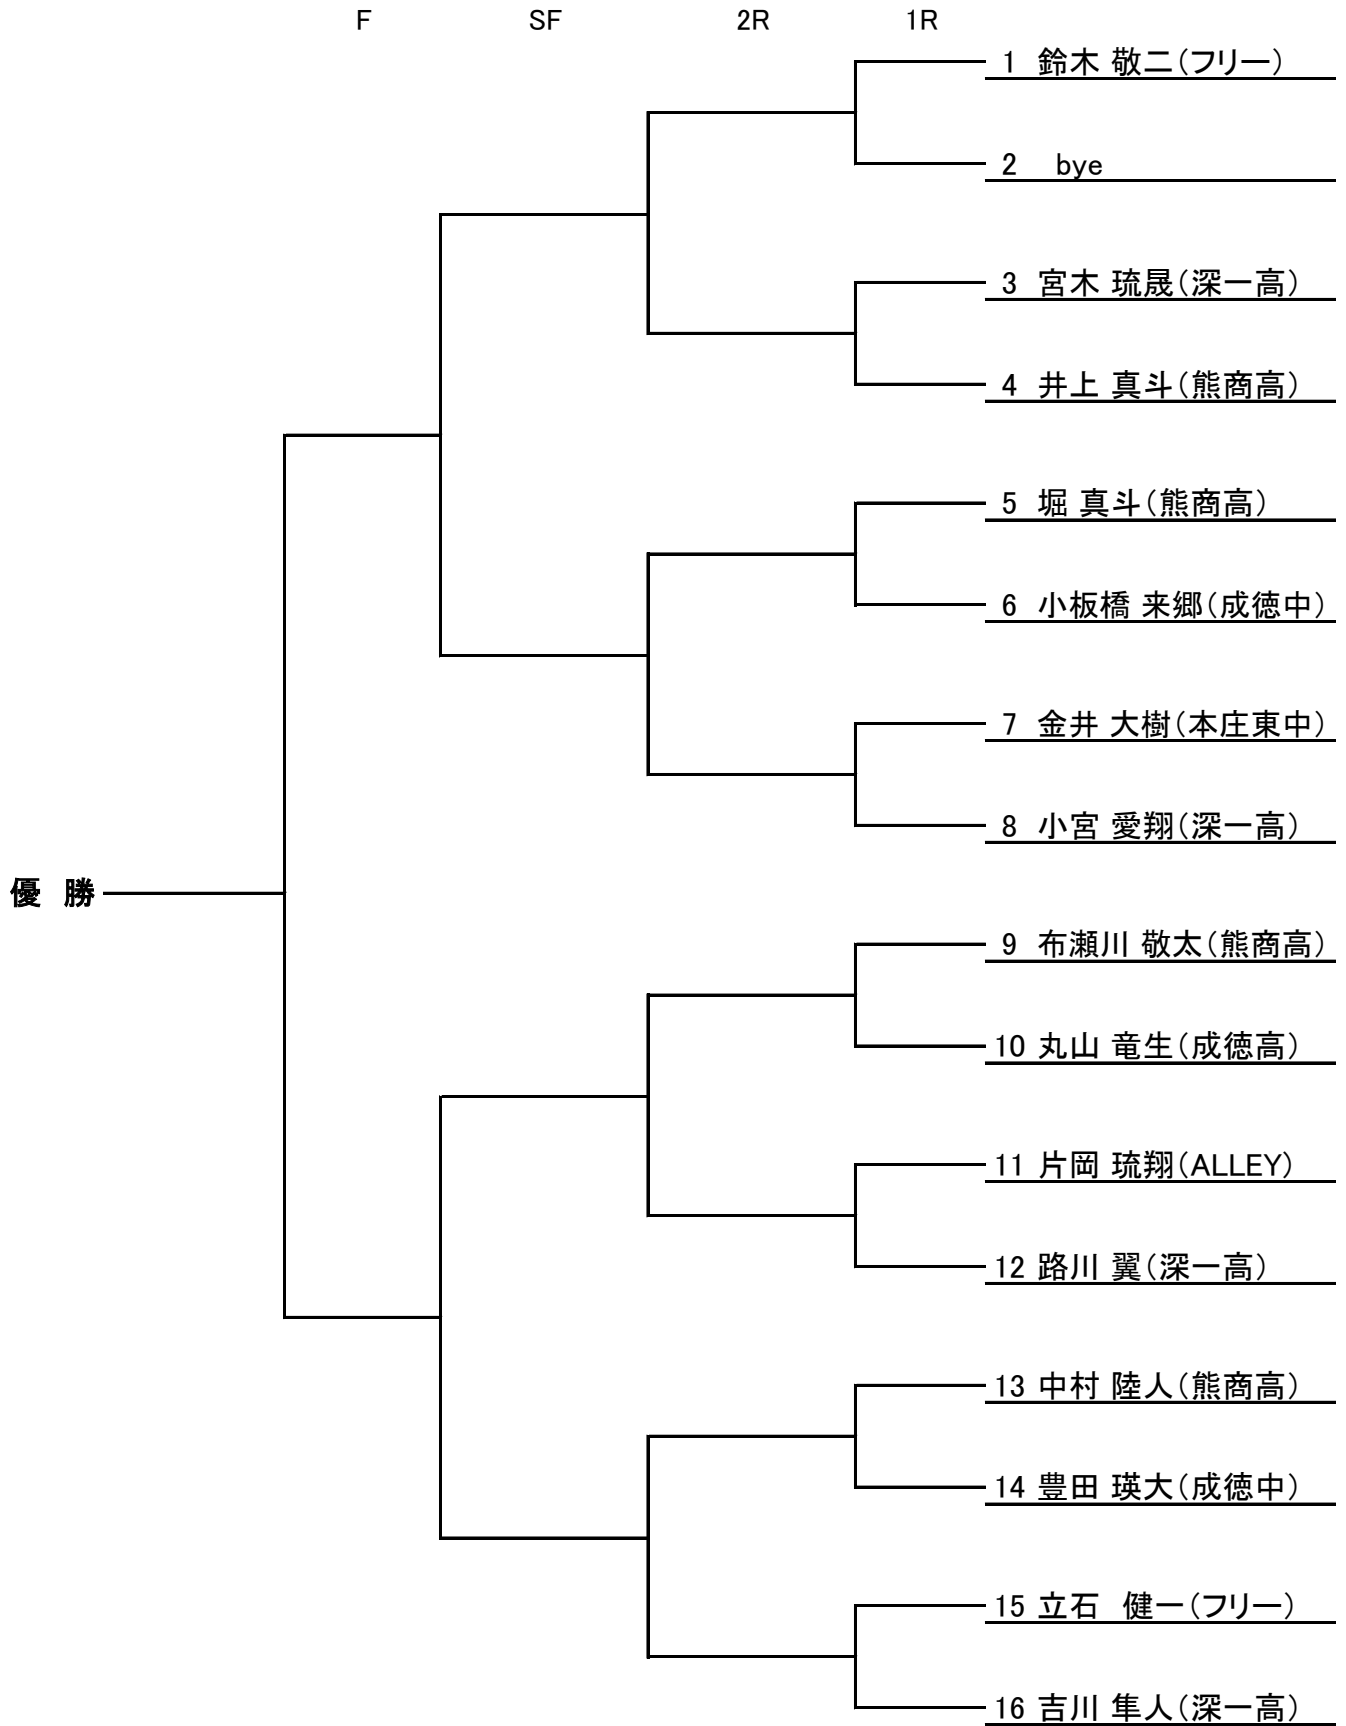 F SF 2R 1R
1 鈴木 敬二(フリー)
2 bye
3 宮木 琉晟(深一高)
4 井上 真斗(熊商高)
5 堀 真斗(熊商高)
6 小板橋 来郷(成徳中)
7 金井 大樹(本庄東中)
8 小宮 愛翔(深一高)
優 勝
9 布瀬川 敬太(熊商高)
10 丸山 竜生(成徳高)
11 片岡 琉翔(ALLEY)
12 路川 翼(深一高)
13 中村 陸人(熊商高)
14 豊田 瑛大(成徳中)
15 立石 健一(フリー)
16 吉川 隼人(深一高)